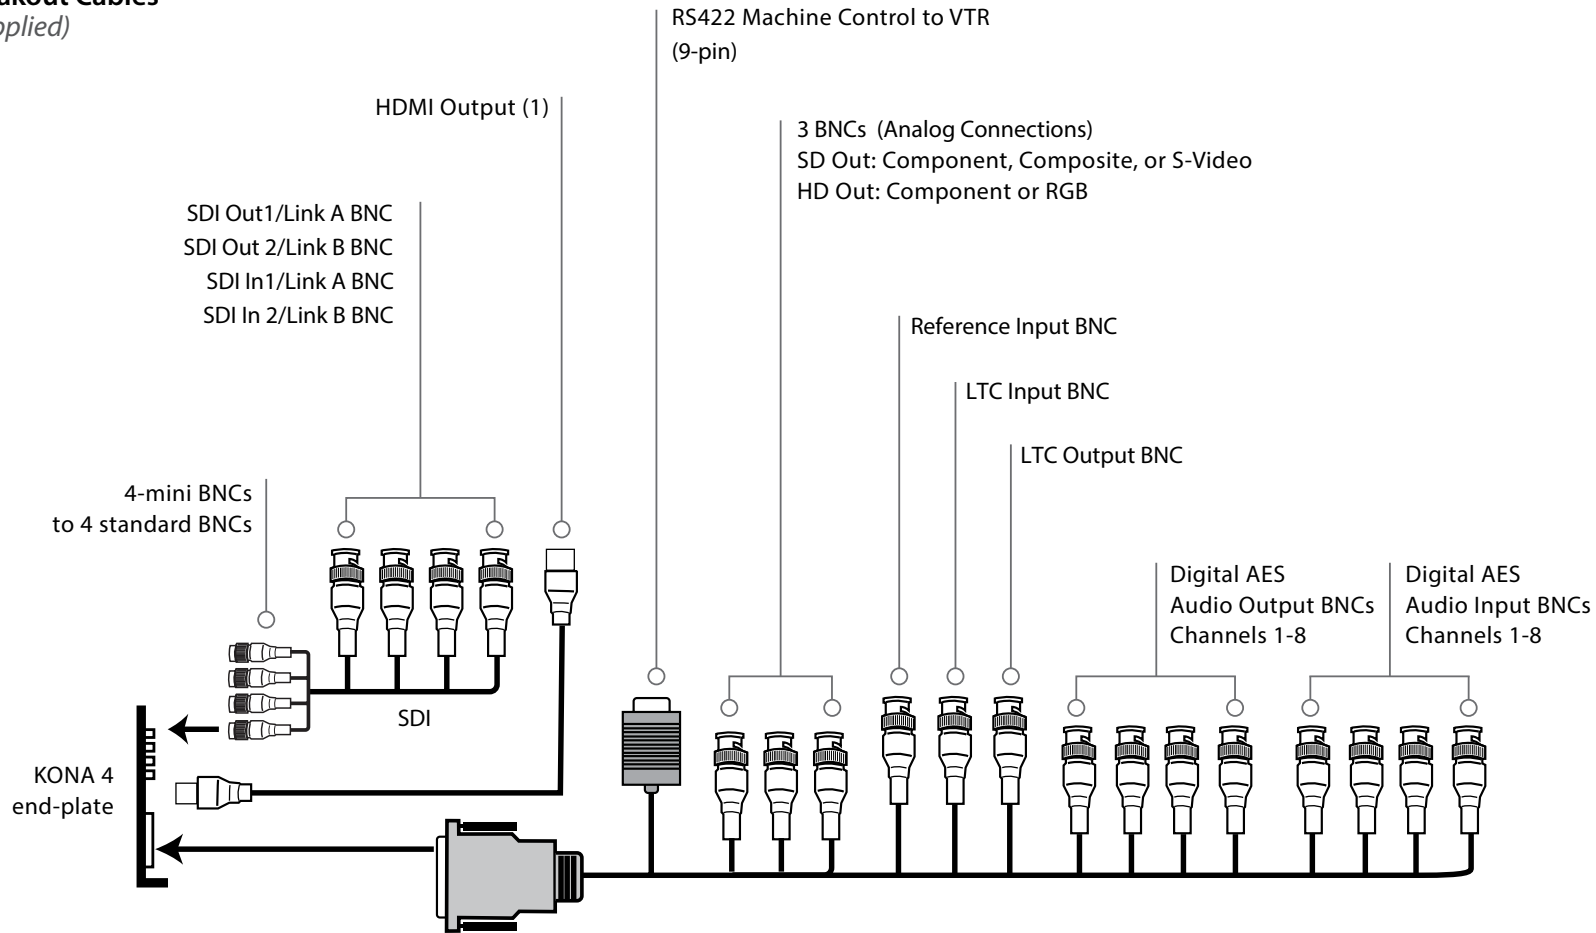 Cables
RS422 Machine Control to VTR
(9-pin)
HDMI Output (1)
3 BNCs (Analog Connections)
SD Out: Component, Composite, or S-Video
HD Out: Component or RGB
SDI Out1/Link A BNC
SDI Out 2/Link B BNC
SDI In1/Link A BNC
SDI In 2/Link B BNC
Reference Input BNC
LTC Input BNC
LTC Output BNC
4-mini BNCs
to 4 standard BNCs
Digital AES
Audio Output BNCs
Channels 1-8
Digital AES
Audio Input BNCs
Channels 1-8
SDI
KONA 4
end-plate